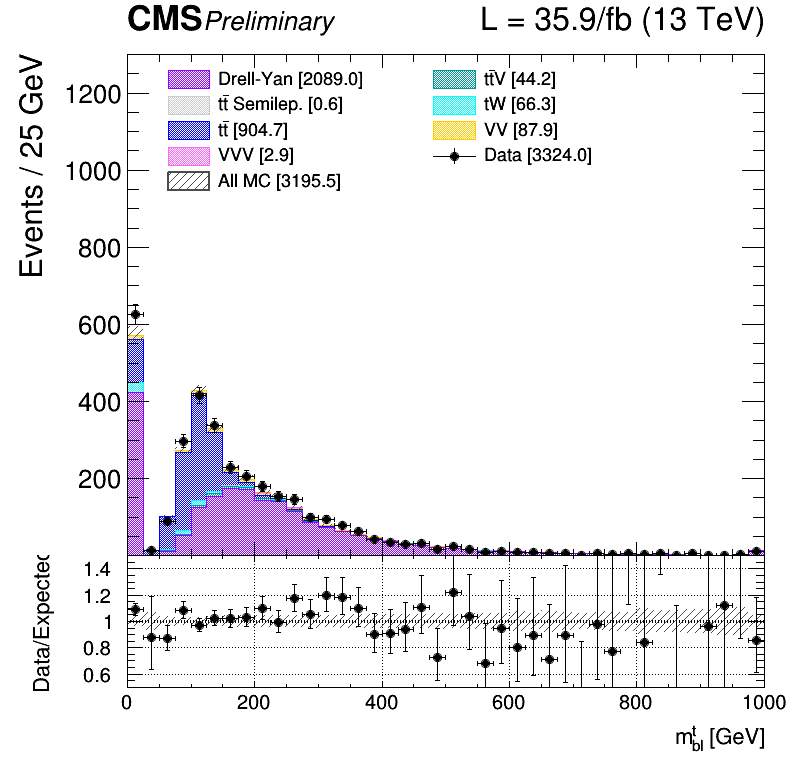 CMS Preliminary L = 35.9/fb (13 TeV)
Events / 25 GeV
1200
1000
800
600
400
200
Drell-Yan [2089.0]
tt̄ Semilep. [0.6]
tt̄ [904.7]
VVV [2.9]
All MC [3195.5]
tt̄V [44.2]
tW [66.3]
VV [87.9]
Data [3324.0]
Data/Expected
1.4
1.2
1
0.8
0.6
0 200 400 600 800 1000
m^t_bl [GeV]